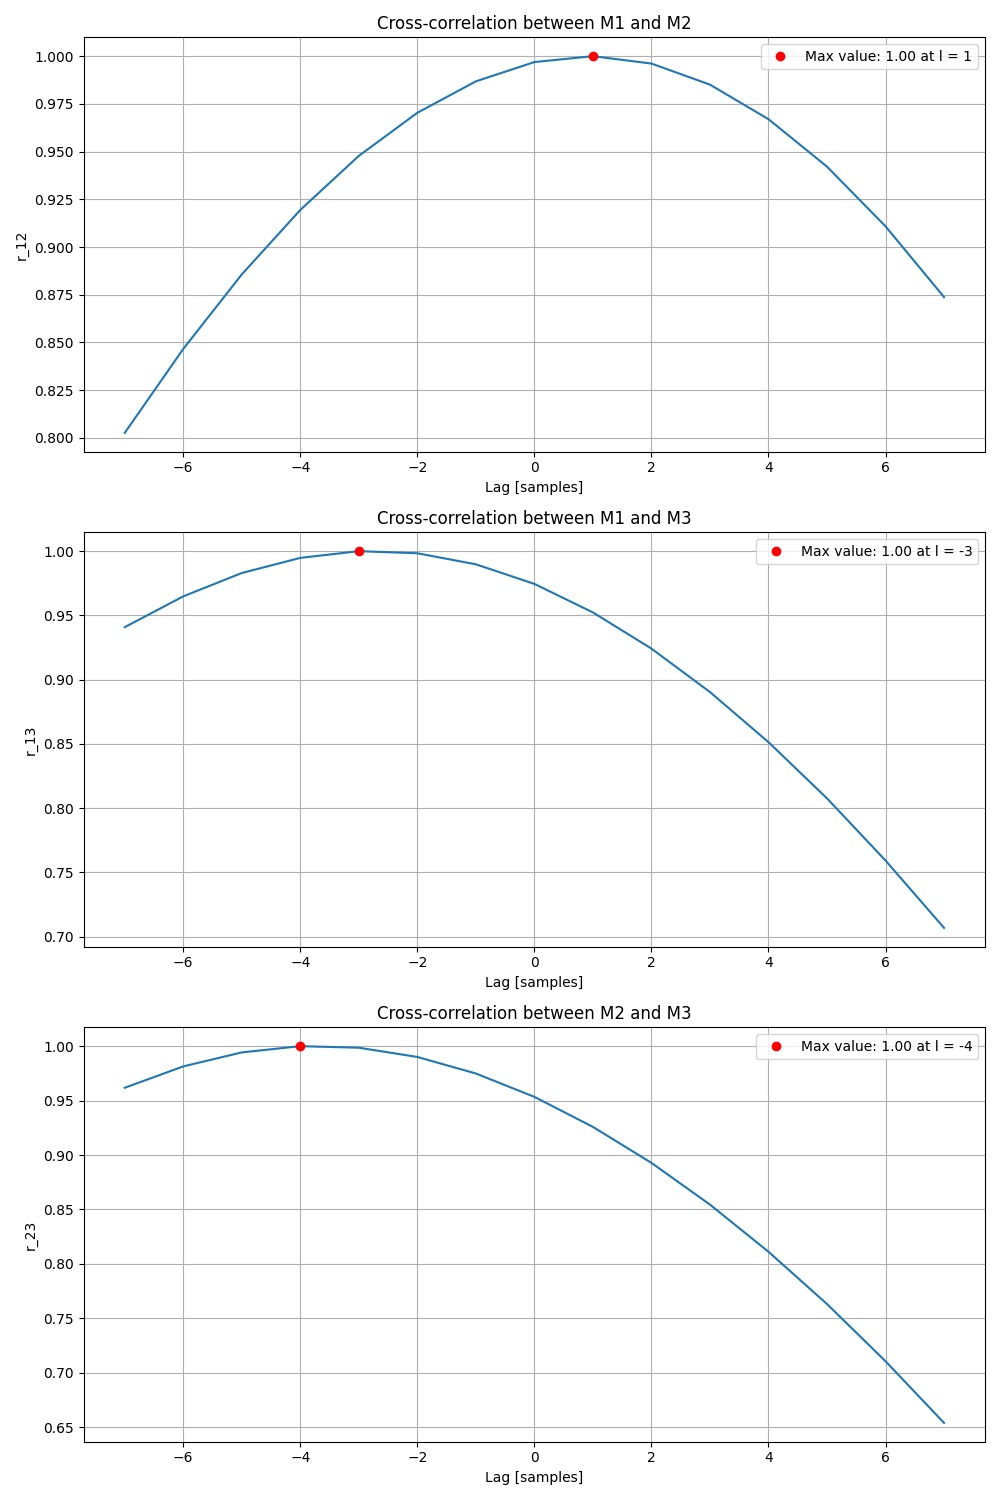 Cross-correlation between M1 and M2
Max value: 1.00 at l = 1
1.000
0.975
0.950
0.925
0.900
0.875
0.850
0.825
0.800
r_12
−6 −4 −2 0 2 4 6
Lag [samples]
Cross-correlation between M1 and M3
Max value: 1.00 at l = -3
1.00
0.95
0.90
0.85
0.80
0.75
0.70
r_13
−6 −4 −2 0 2 4 6
Lag [samples]
Cross-correlation between M2 and M3
Max value: 1.00 at l = -4
1.00
0.95
0.90
0.85
0.80
0.75
0.70
0.65
r_23
−6 −4 −2 0 2 4 6
Lag [samples]